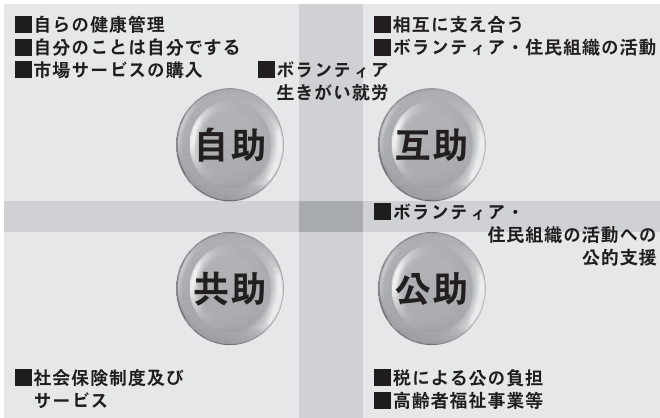 ■自らの健康管理
■自分のことは自分でする
■市場サービスの購入
■ボランティア
生きがい就労
■相互に支え合う
■ボランティア・住民組織の活動
自助
互助
■ボランティア・
住民組織の活動への
公的支援
共助
公助
■社会保険制度及び
サービス
■税による公の負担
■高齢者福祉事業等